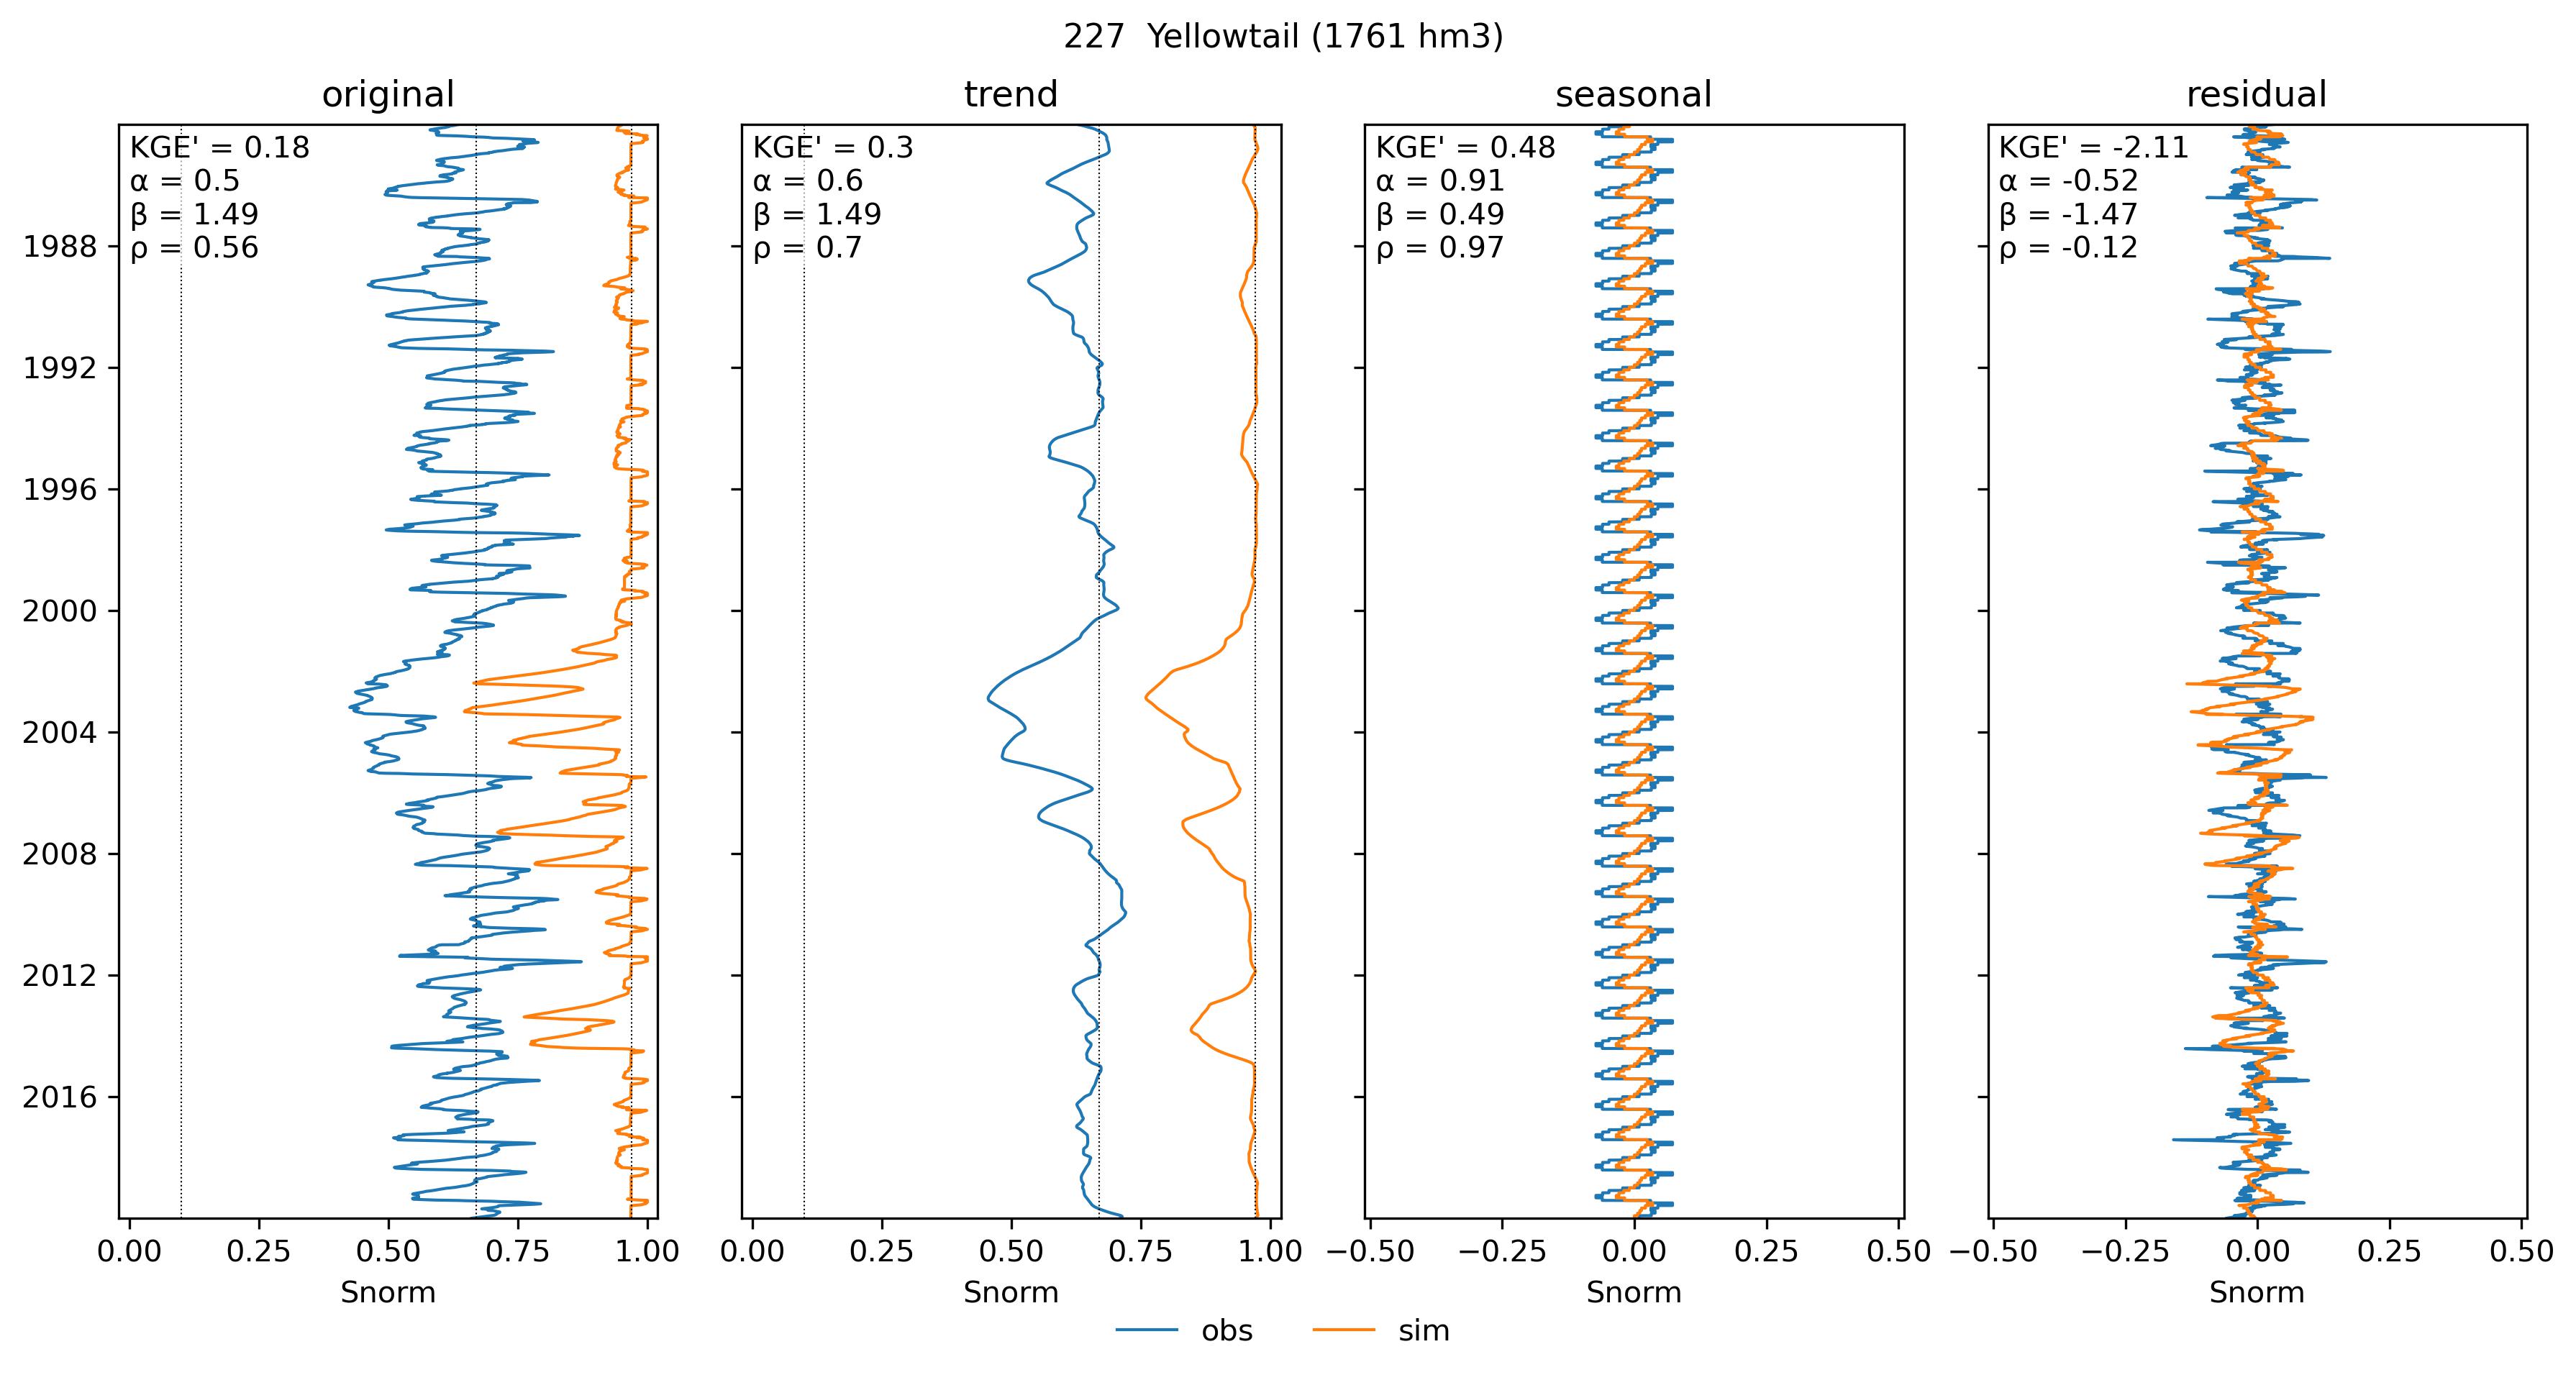 227  Yellowtail (1761 hm3)
original
KGE' = 0.18
α = 0.5
β = 1.49
ρ = 0.56
1988
1992
1996
2000
2004
2008
2012
2016
0.00 0.25 0.50 0.75 1.00
Snorm
trend
KGE' = 0.3
α = 0.6
β = 1.49
ρ = 0.7
0.00 0.25 0.50 0.75 1.00
Snorm
seasonal
KGE' = 0.48
α = 0.91
β = 0.49
ρ = 0.97
−0.50 −0.25 0.00 0.25 0.50
Snorm
residual
KGE' = -2.11
α = -0.52
β = -1.47
ρ = -0.12
−0.50 −0.25 0.00 0.25 0.50
Snorm
obs sim